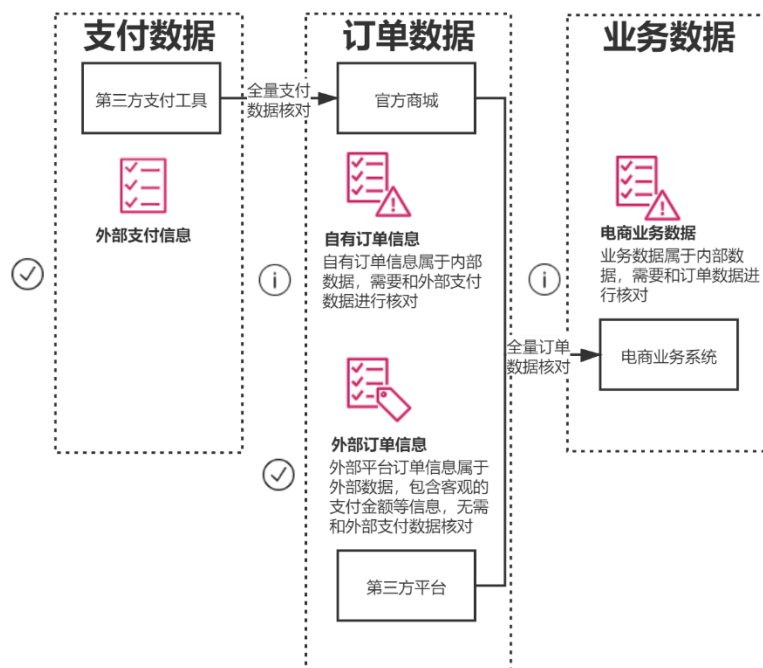 支付数据
订单数据
业务数据
第三方支付工具
全量支付
数据核对
官方商城
外部支付信息
自有订单信息
自有订单信息属于内部
数据，需要和外部支付
数据进行核对
电商业务数据
业务数据属于内部数
据，需要和订单数据进
行核对
全量订单
数据核对
电商业务系统
外部订单信息
外部平台订单信息属于
外部数据，包含客观的
支付金额等信息，无需
和外部支付数据核对
第三方平台